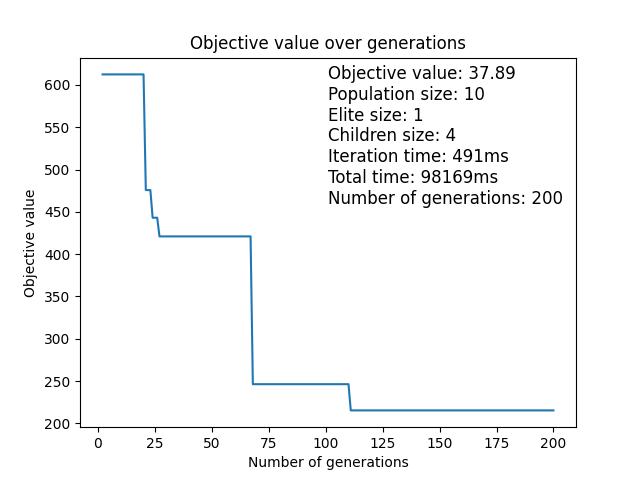 Objective value over generations
Objective value: 37.89
Population size: 10
Elite size: 1
Children size: 4
Iteration time: 491ms
Total time: 98169ms
Number of generations: 200
Objective value
600
550
500
450
400
350
300
250
200
0 25 50 75 100 125 150 175 200
Number of generations